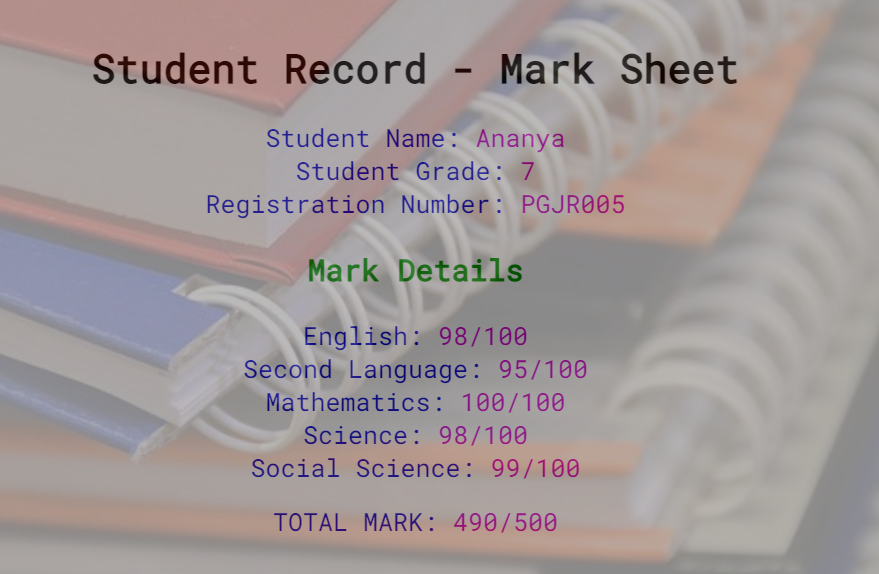 Student Record - Mark Sheet
Student Name: Ananya
Student Grade: 7
Registration Number: PGJR005
Mark Details
English: 98/100
Second Language: 95/100
Mathematics: 100/100
Science: 98/100
Social Science: 99/100
TOTAL MARK: 490/500